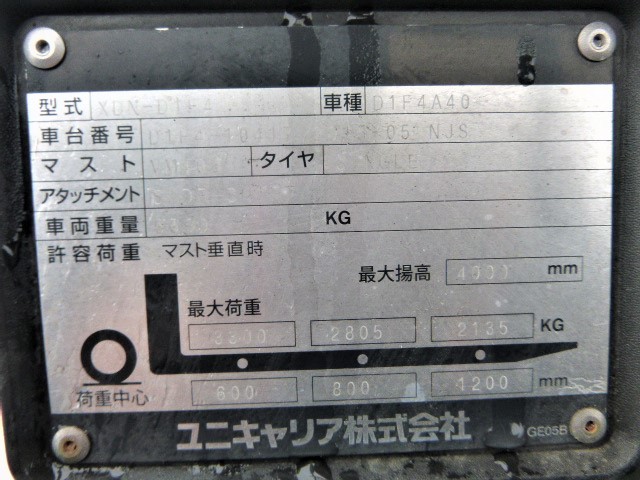 型式 車種 D1F4A40
車台番号 05 NJS
マスト タイヤ
アタッチメント
車両重量 KG
許容荷重 マスト垂直時
最大揚高 4000 mm
最大荷重
3300 2805 2135 KG
600 800 1200 mm
荷重中心
ユニキャリア株式会社 GE05B